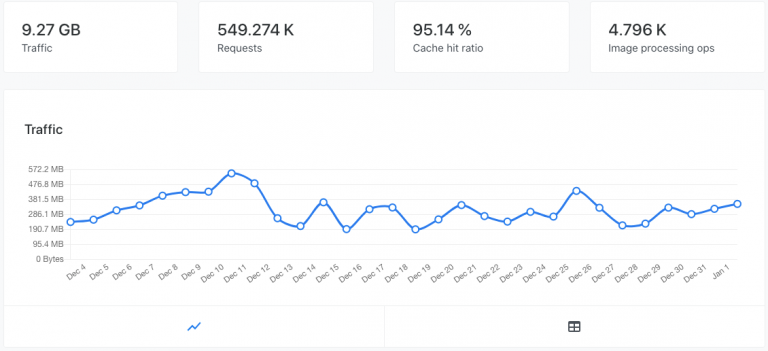 9.27 GB
Traffic
549.274 K
Requests
95.14 %
Cache hit ratio
4.796 K
Image processing ops
Traffic
572.2 MB
476.8 MB
381.5 MB
286.1 MB
190.7 MB
95.4 MB
0 Bytes
Dec 4
Dec 5
Dec 6
Dec 7
Dec 8
Dec 9
Dec 10
Dec 11
Dec 12
Dec 13
Dec 14
Dec 15
Dec 16
Dec 17
Dec 18
Dec 19
Dec 20
Dec 21
Dec 22
Dec 23
Dec 24
Dec 25
Dec 26
Dec 27
Dec 28
Dec 29
Dec 30
Dec 31
Jan 1